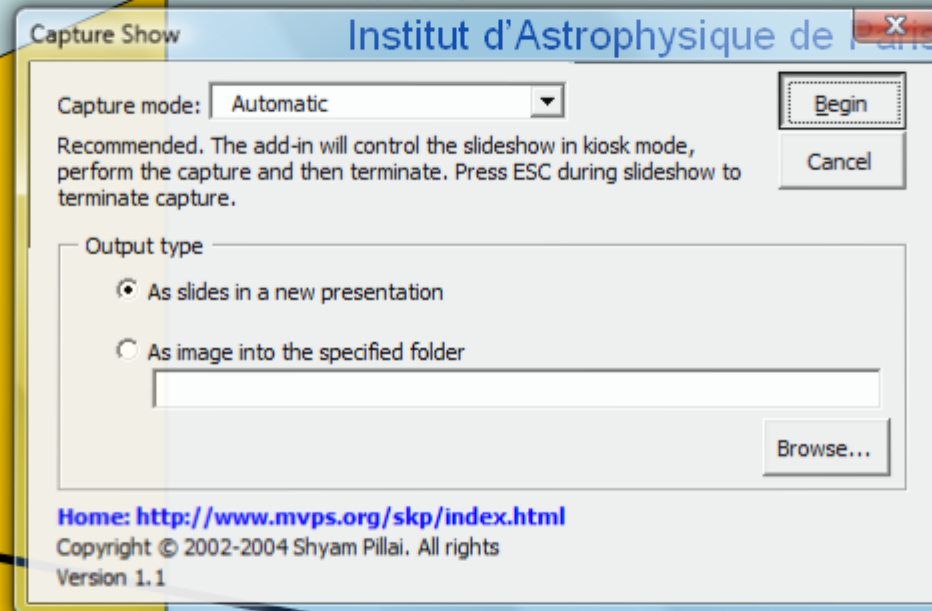 Capture Show
Institut d'Astrophysique de Paris
Capture mode: Automatic
Begin
Recommended. The add-in will control the slideshow in kiosk mode,
perform the capture and then terminate. Press ESC during slideshow to
terminate capture.
Cancel
Output type
As slides in a new presentation
As image into the specified folder
Browse...
Home: http://www.mvps.org/skp/index.html
Copyright © 2002-2004 Shyam Pillai. All rights
Version 1.1